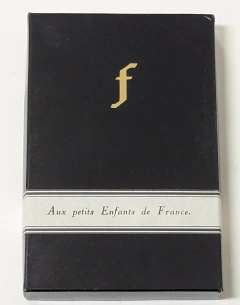 f
Aux petits Enfants de France.